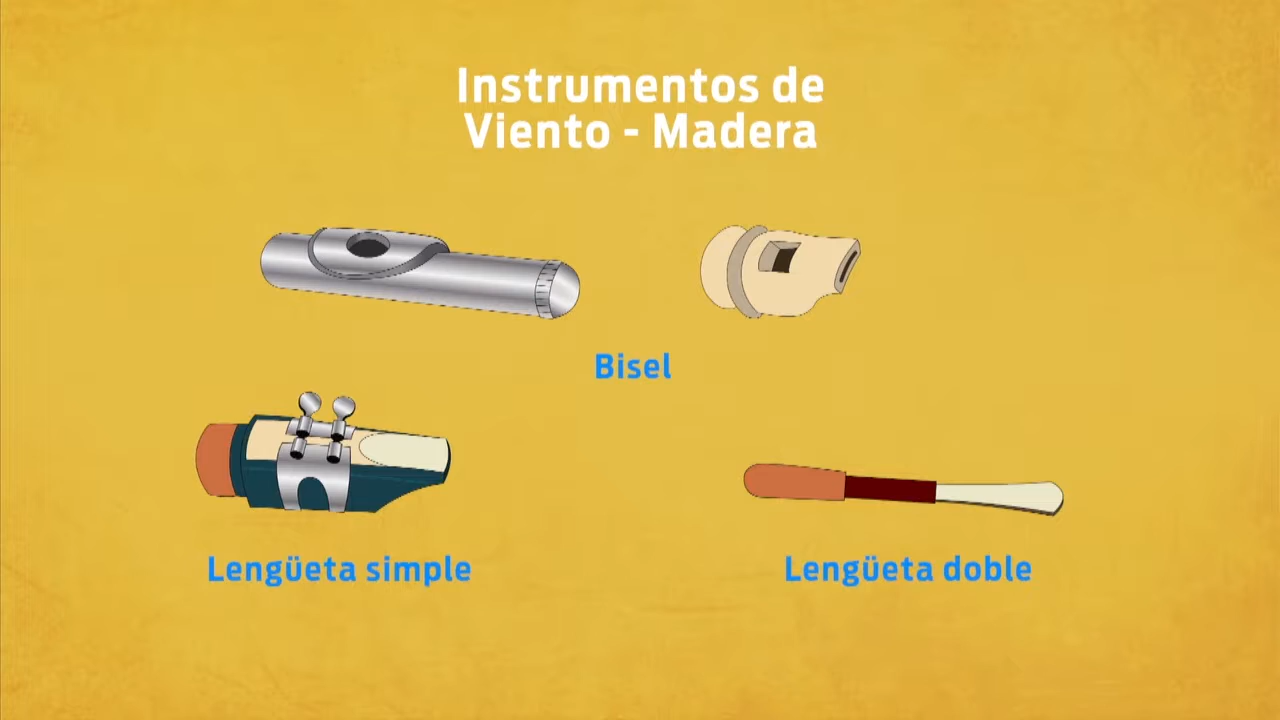 Instrumentos de
Viento - Madera
Bisel
Lengüeta simple
Lengüeta doble